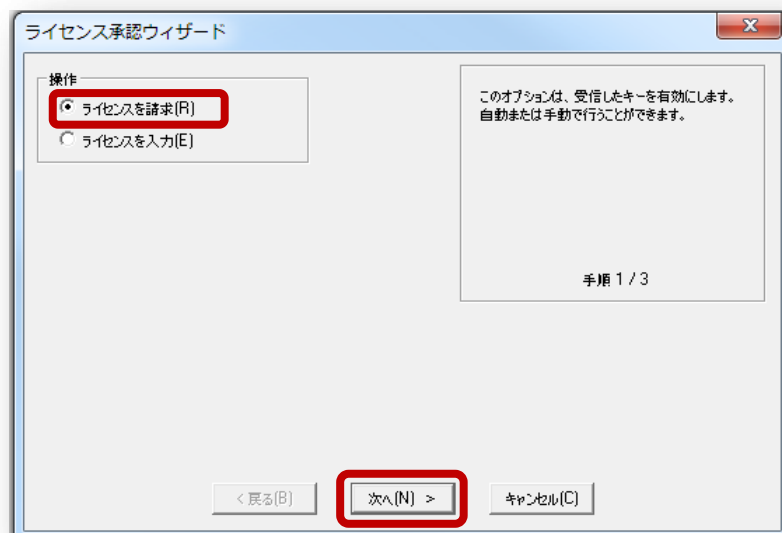 ライセンス承認ウィザード
操作
ライセンスを請求(R)
ライセンスを入力(E)
このオプションは、受信したキーを有効にします。
自動または手動で行うことができます。
手順 1 / 3
< 戻る(B)
次へ(N) >
キャンセル(C)